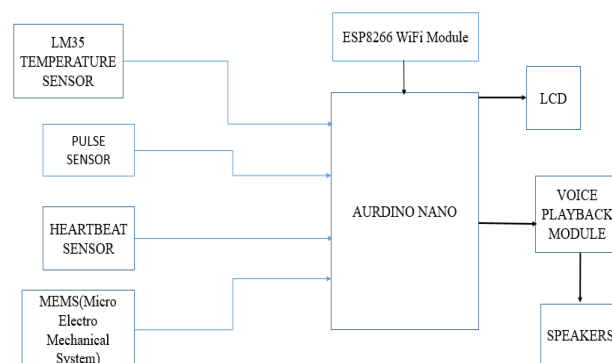 LM35
TEMPERATURE
SENSOR
ESP8266 WiFi Module
LCD
PULSE
SENSOR
AURDINO NANO
VOICE
PLAYBACK
MODULE
HEARTBEAT
SENSOR
MEMS(Micro
Electro
Mechanical
System)
SPEAKERS